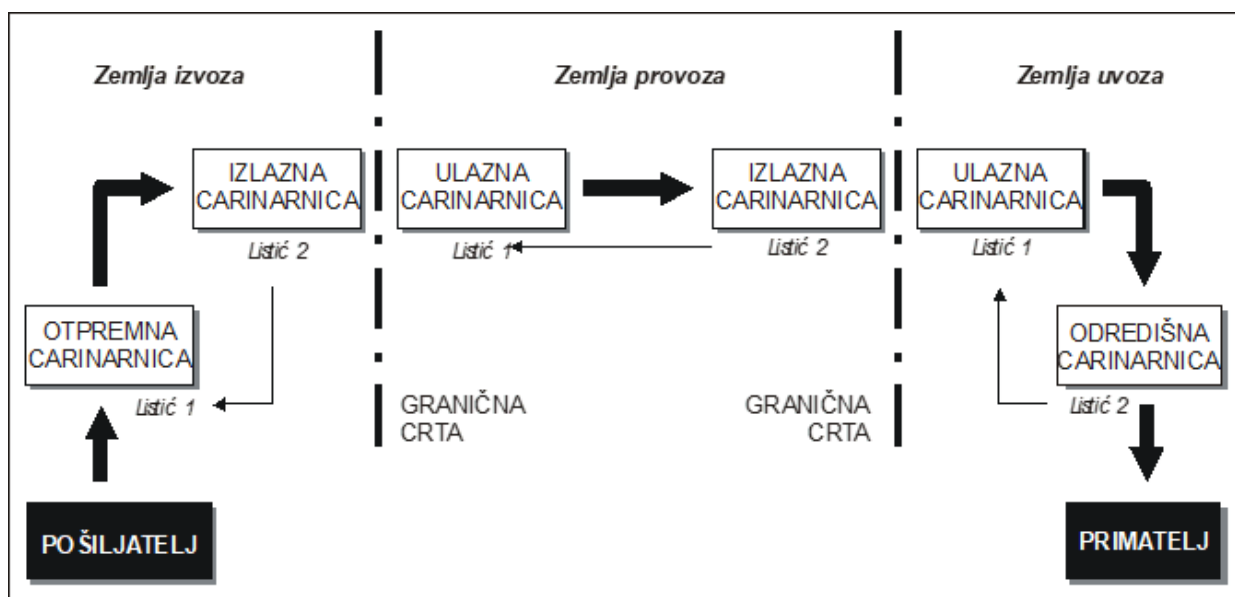 Zemlja izvoza
Zemlja provoza
Zemlja uvoza
IZLAZNA
CARINARNICA
Listić 2
ULAZNA
CARINARNICA
Listić 1
IZLAZNA
CARINARNICA
Listić 2
ULAZNA
CARINARNICA
Listić 1
OTPREMNA
CARINARNICA
Listić 1
ODREDIŠNA
CARINARNICA
Listić 2
GRANIČNA
CRTA
GRANIČNA
CRTA
POŠILJATELJ
PRIMATELJ